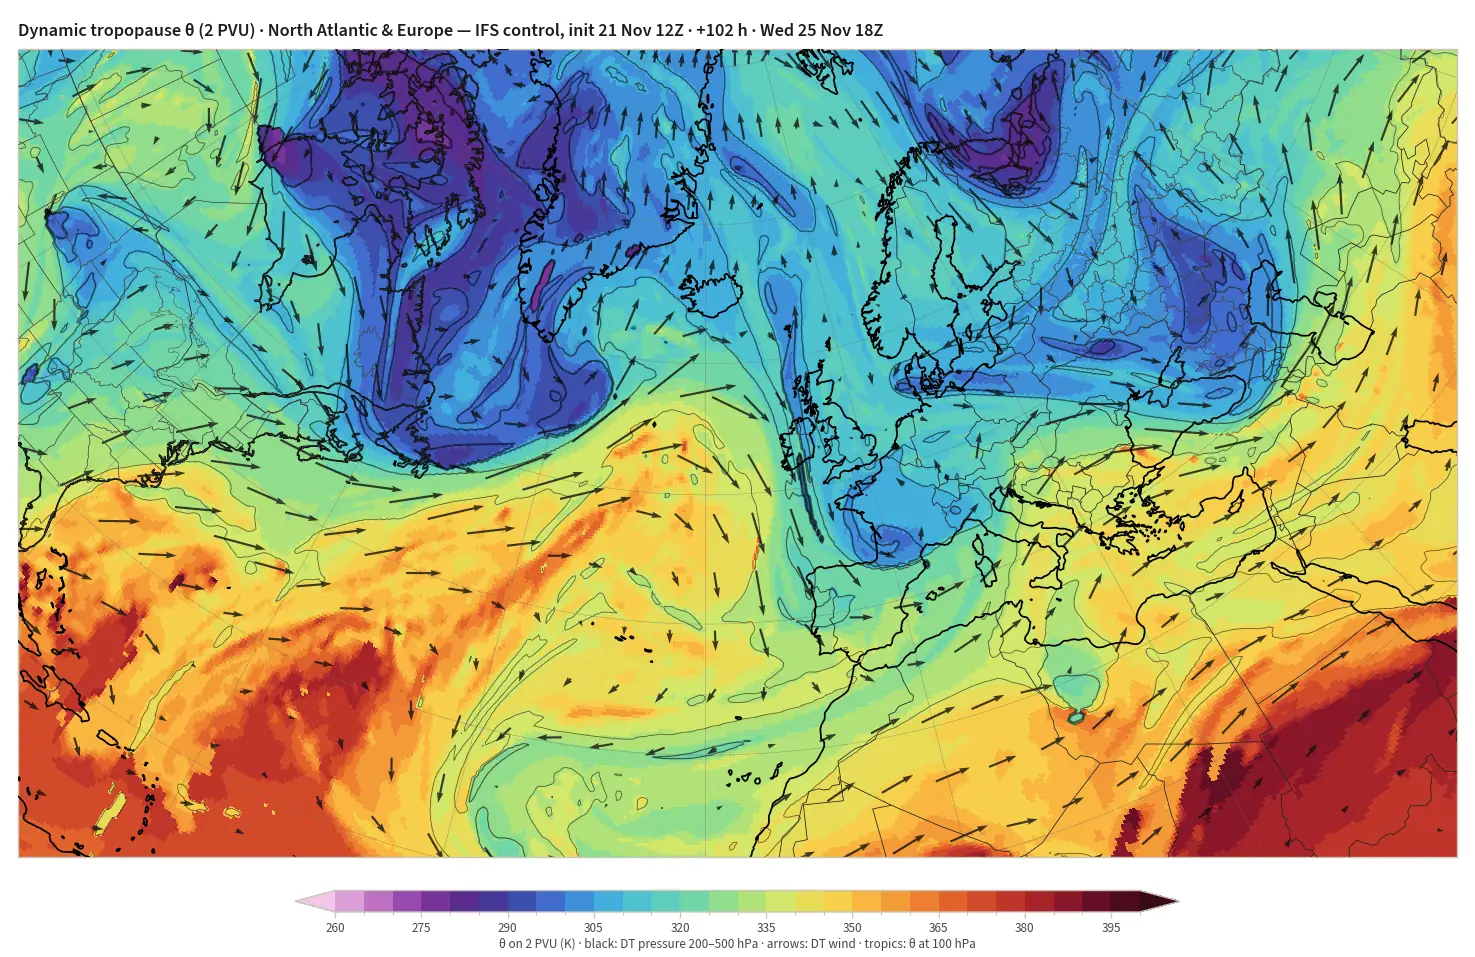 Dynamic tropopause θ (2 PVU) · North Atlantic & Europe — IFS control, init 21 Nov 12Z · +102 h · Wed 25 Nov 18Z
260 275 290 305 320 335 350 365 380 395
θ on 2 PVU (K) · black: DT pressure 200–500 hPa · arrows: DT wind · tropics: θ at 100 hPa